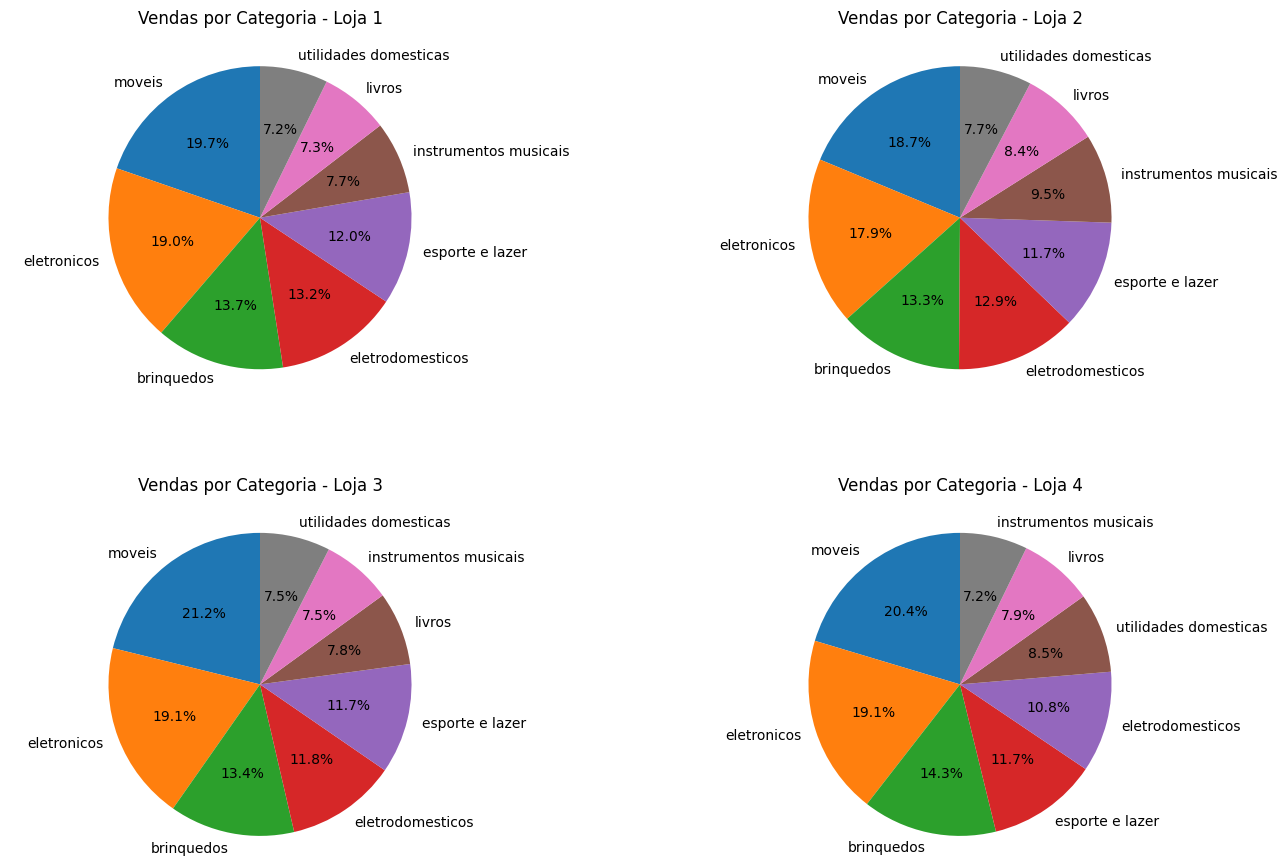 Vendas por Categoria - Loja 1
utilidades domesticas
livros
instrumentos musicais
esporte e lazer
eletrodomesticos
brinquedos
eletronicos
moveis
7.2%
7.3%
7.7%
12.0%
13.2%
13.7%
19.0%
19.7%
Vendas por Categoria - Loja 2
utilidades domesticas
livros
instrumentos musicais
esporte e lazer
eletrodomesticos
brinquedos
eletronicos
moveis
7.7%
8.4%
9.5%
11.7%
12.9%
13.3%
17.9%
18.7%
Vendas por Categoria - Loja 3
utilidades domesticas
instrumentos musicais
livros
esporte e lazer
eletrodomesticos
brinquedos
eletronicos
moveis
7.5%
7.5%
7.8%
11.7%
11.8%
13.4%
19.1%
21.2%
Vendas por Categoria - Loja 4
instrumentos musicais
livros
utilidades domesticas
eletrodomesticos
esporte e lazer
brinquedos
eletronicos
moveis
7.2%
7.9%
8.5%
10.8%
11.7%
14.3%
19.1%
20.4%